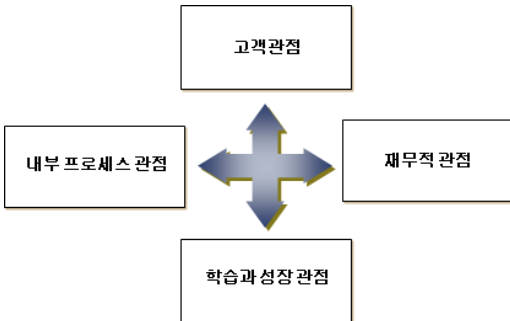 고객관점
내부 프로세스 관점
재무적 관점
학습과 성장 관점